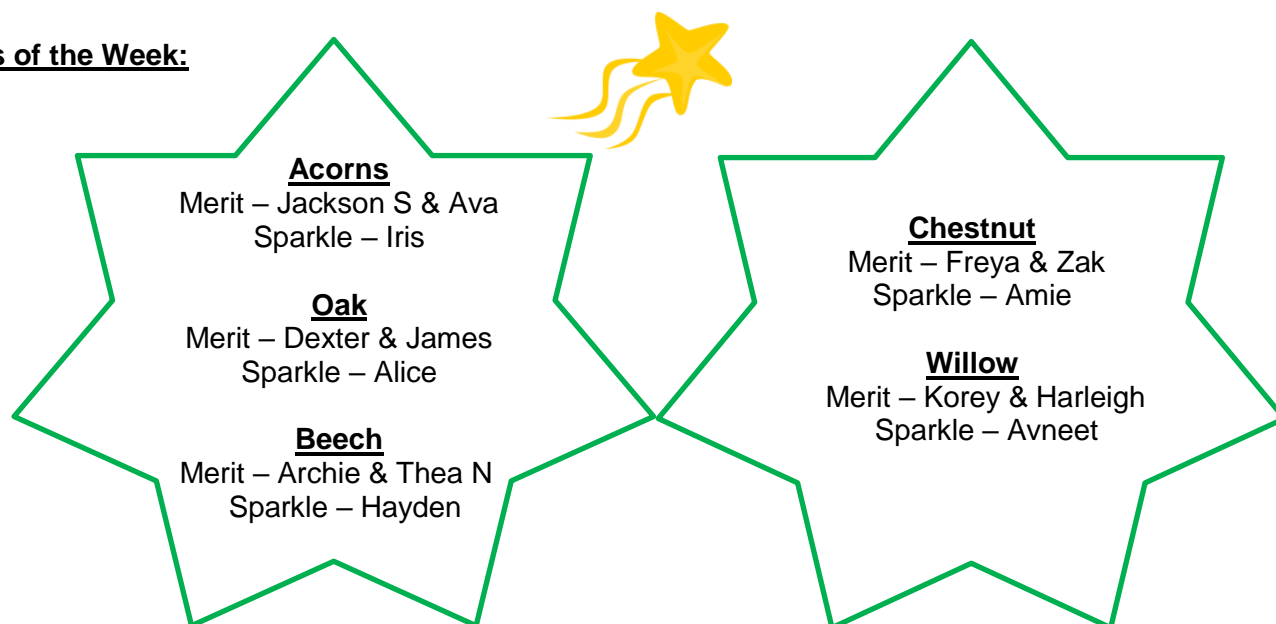 s of the Week:
Acorns
Merit – Jackson S & Ava
Sparkle – Iris
Oak
Merit – Dexter & James
Sparkle – Alice
Beech
Merit – Archie & Thea N
Sparkle – Hayden
Chestnut
Merit – Freya & Zak
Sparkle – Amie
Willow
Merit – Korey & Harleigh
Sparkle – Avneet